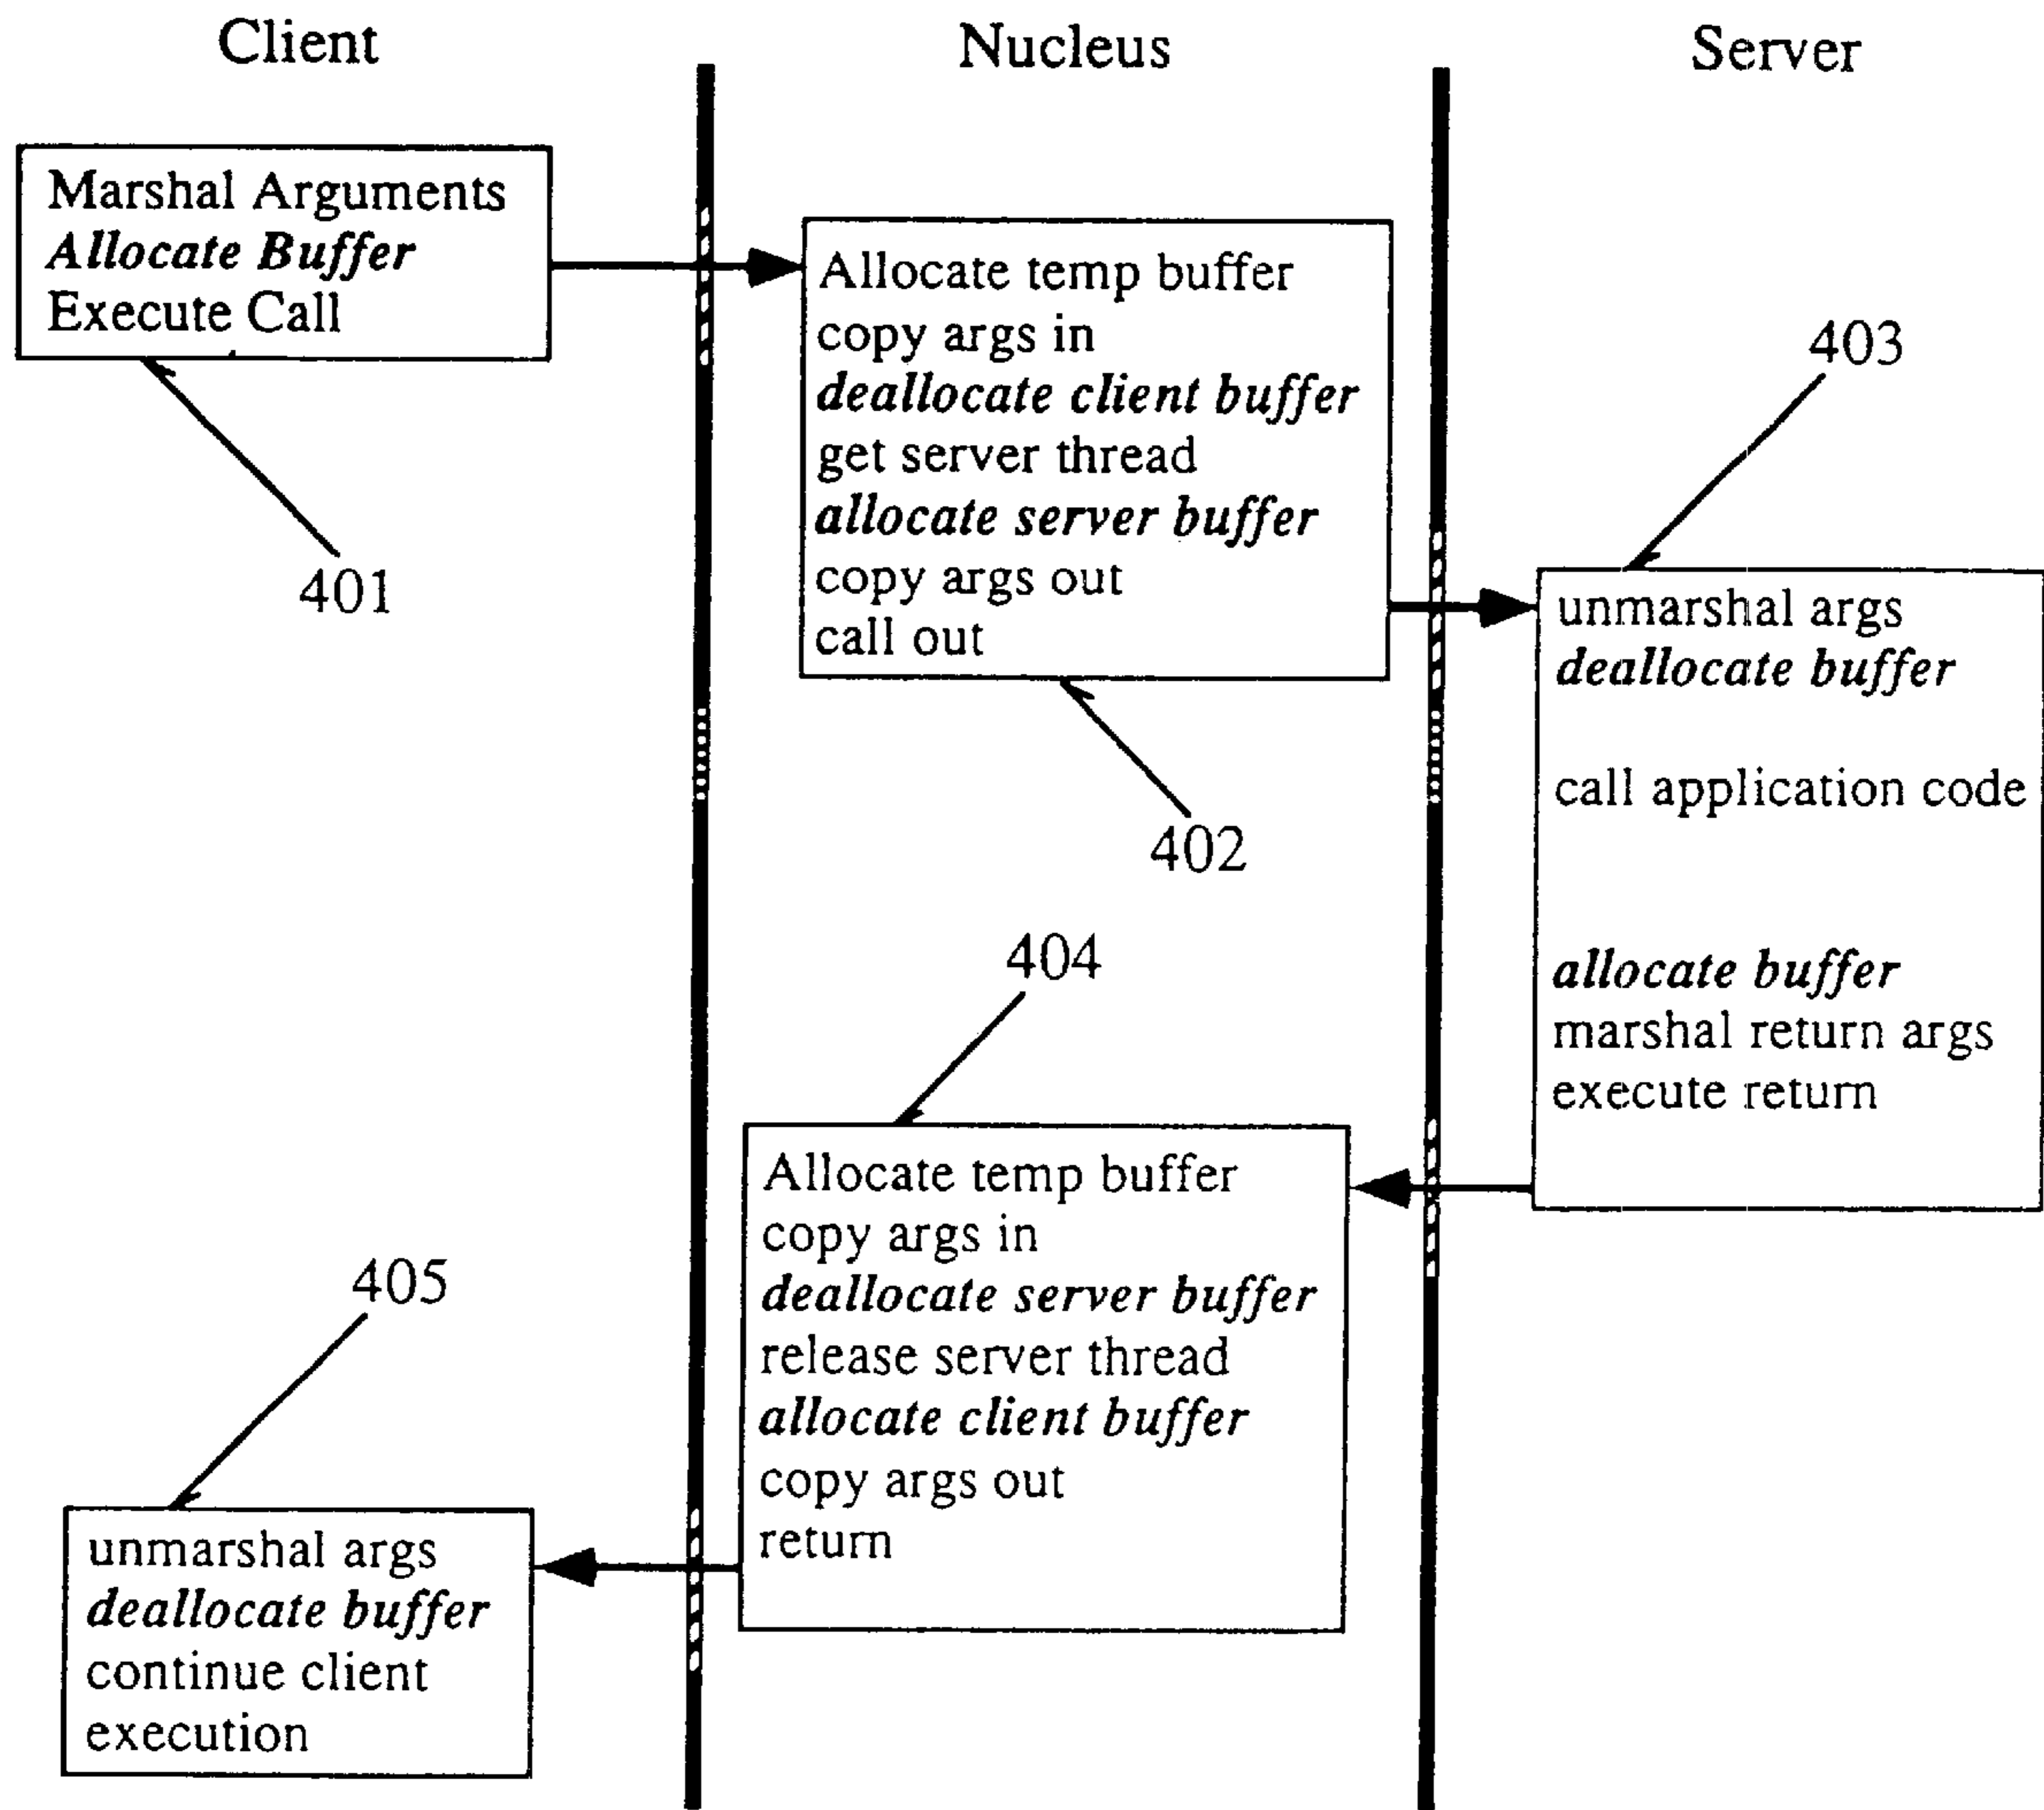 Client
Nucleus
Server
Marshal Arguments
Allocate Buffer
Execute Call
401
Allocate temp buffer
copy args in
deallocate client buffer
get server thread
allocate server buffer
copy args out
call out
402
403
unmarshal args
deallocate buffer
call application code
allocate buffer
marshal return args
execute return
404
Allocate temp buffer
copy args in
deallocate server buffer
release server thread
allocate client buffer
copy args out
return
405
unmarshal args
deallocate buffer
continue client
execution